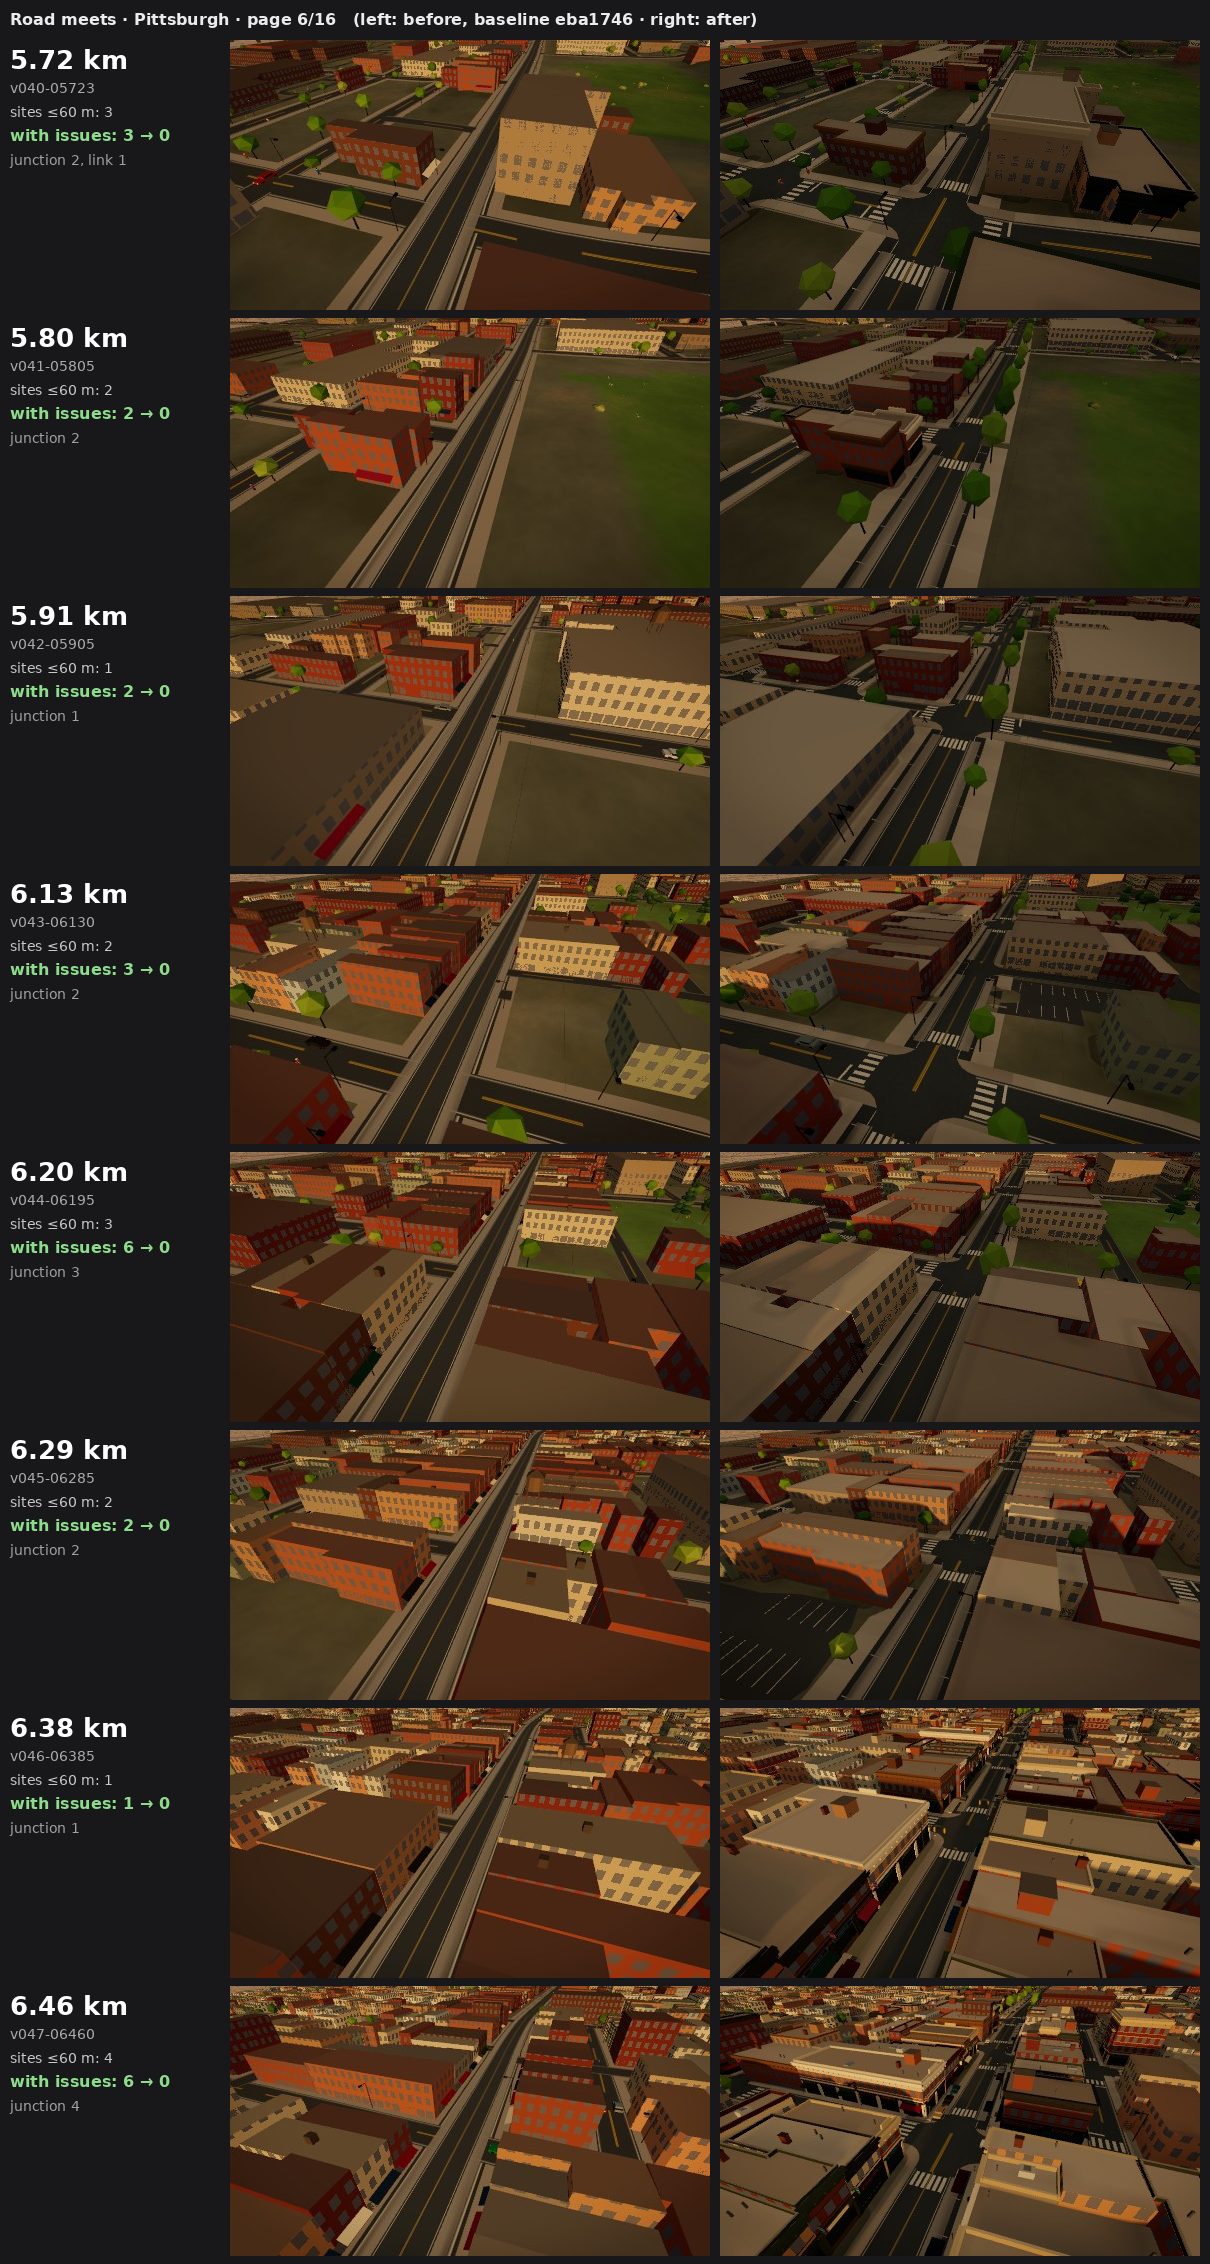 Road meets · Pittsburgh · page 6/16 (left: before, baseline eba1746 · right: after)
5.72 km
v040-05723
sites ≤60 m: 3
with issues: 3 → 0
junction 2, link 1
5.80 km
v041-05805
sites ≤60 m: 2
with issues: 2 → 0
junction 2
5.91 km
v042-05905
sites ≤60 m: 1
with issues: 2 → 0
junction 1
6.13 km
v043-06130
sites ≤60 m: 2
with issues: 3 → 0
junction 2
6.20 km
v044-06195
sites ≤60 m: 3
with issues: 6 → 0
junction 3
6.29 km
v045-06285
sites ≤60 m: 2
with issues: 2 → 0
junction 2
6.38 km
v046-06385
sites ≤60 m: 1
with issues: 1 → 0
junction 1
6.46 km
v047-06460
sites ≤60 m: 4
with issues: 6 → 0
junction 4